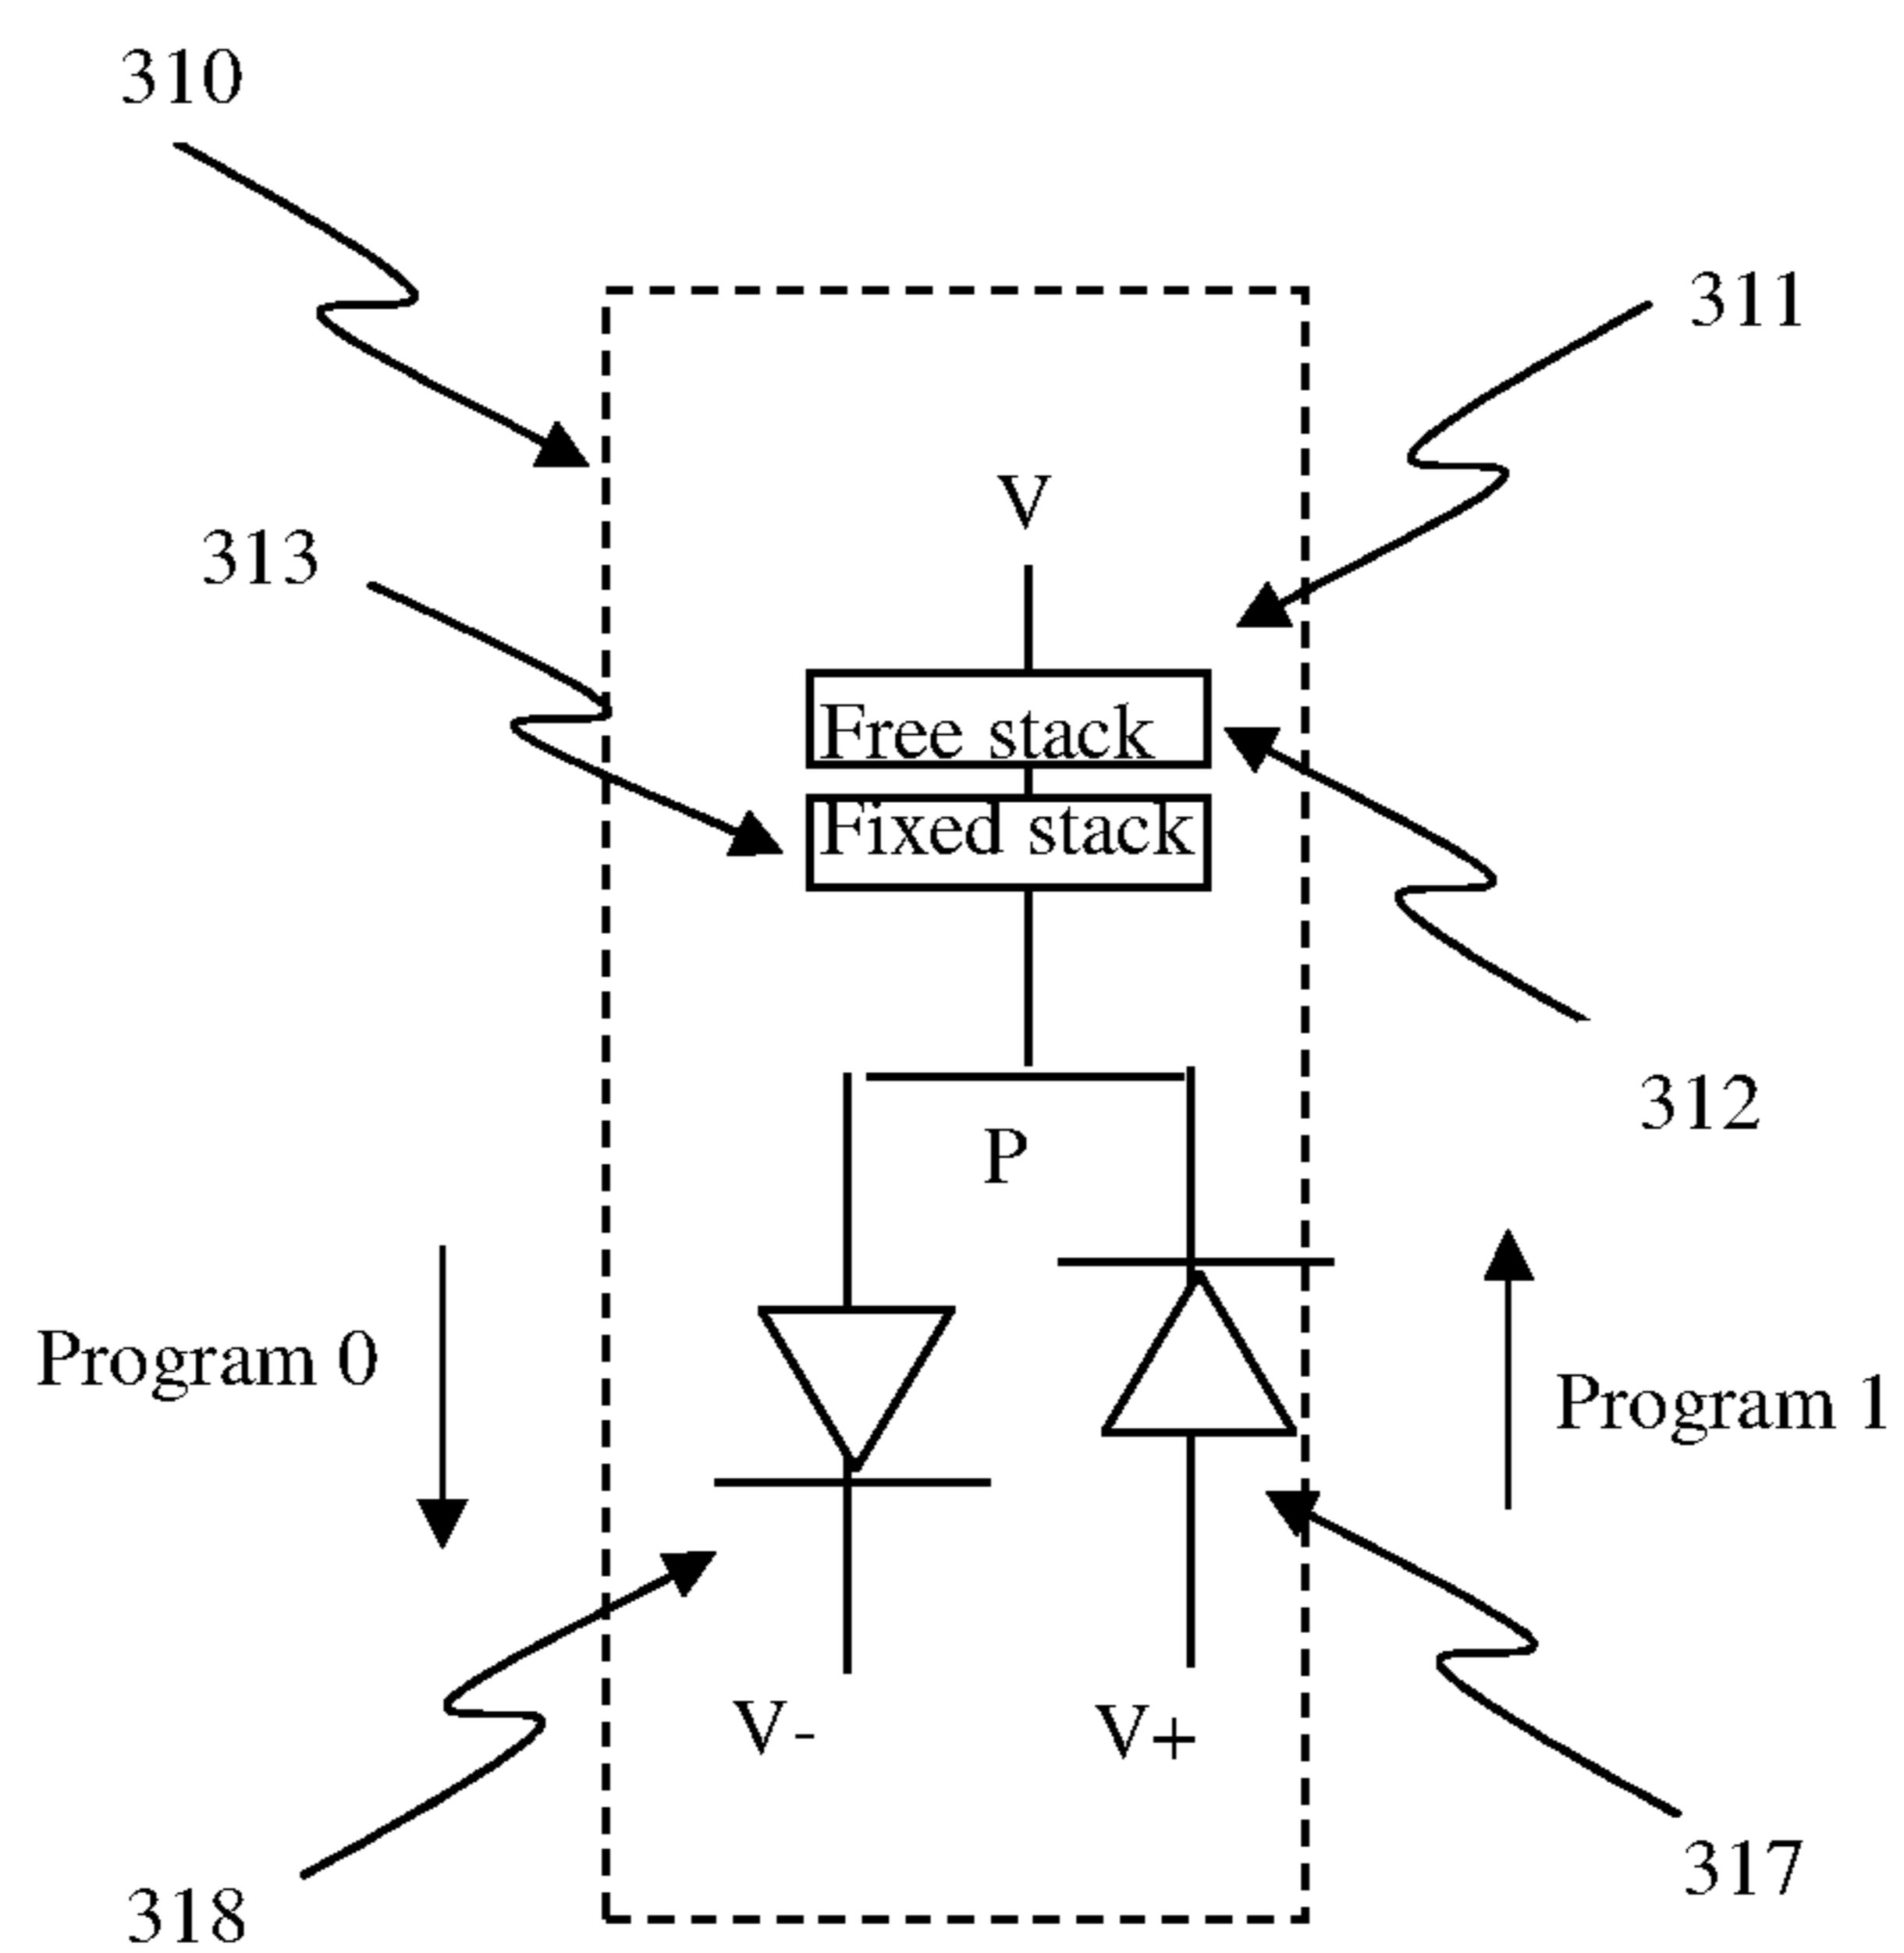 310
311
V
313
Free stack
Fixed stack
312
P
Program 0
Program 1
V-
V+
317
318